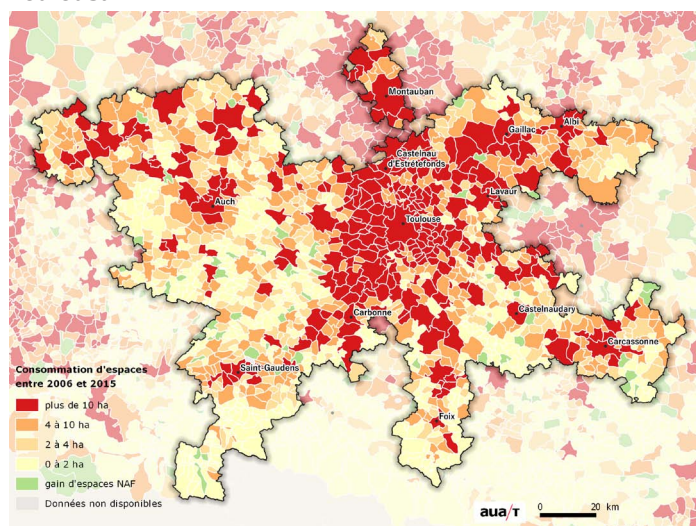 Montauban
Albi
Gaillac
Castelnau
d'Estrétefonds
Lavaur
Auch
Toulouse
Carbonne
Castelnaudary
Carcassonne
Saint-Gaudens
Foix
Consommation d'espaces
entre 2006 et 2015
plus de 10 ha
4 à 10 ha
2 à 4 ha
0 à 2 ha
gain d'espaces NAF
Données non disponibles
aua/T
0 20 km